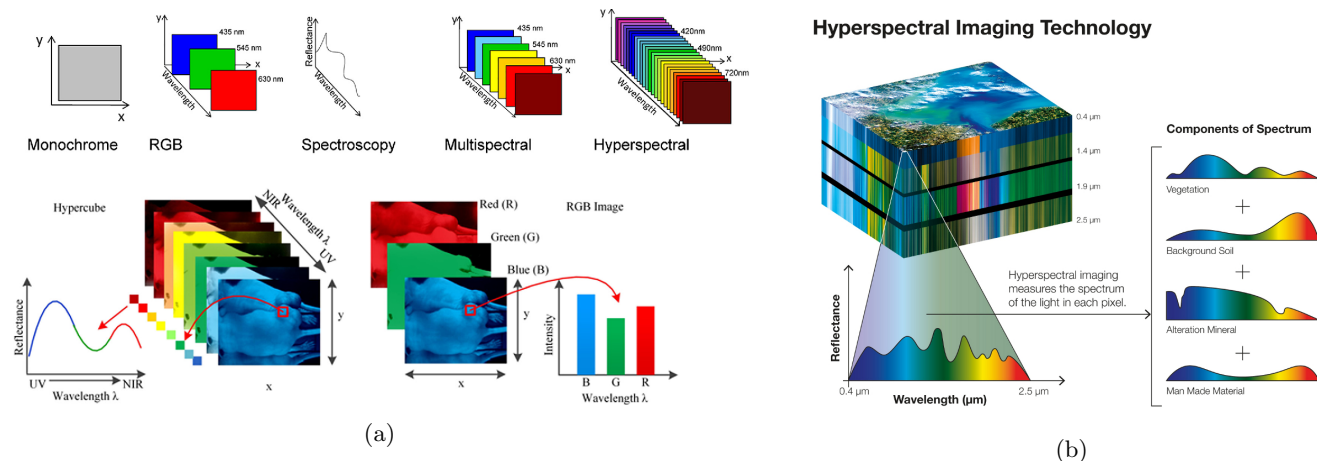 y
x
Monochrome
y
435 nm
545 nm
x
630 nm
Wavelength
RGB
Reflectance
Wavelength
Spectroscopy
y
435 nm
545 nm
x
630 nm
Wavelength
Multispectral
y
420nm
490nm
x
720nm
Wavelength
Hyperspectral
Hypercube
NIR
Wavelength λ
UV
y
x
Reflectance
UV
NIR
Wavelength λ
Red (R)
Green (G)
Blue (B)
RGB Image
y
x
Intensity
B G R
Wavelength λ
(a)
Hyperspectral Imaging Technology
0.4 µm
1.4 µm
1.9 µm
2.5 µm
Hyperspectral imaging
measures the spectrum
of the light in each pixel.
Reflectance
0.4 µm
Wavelength (µm)
2.5 µm
Components of Spectrum
Vegetation
+
Background Soil
+
Alteration Mineral
+
Man Made Material
(b)